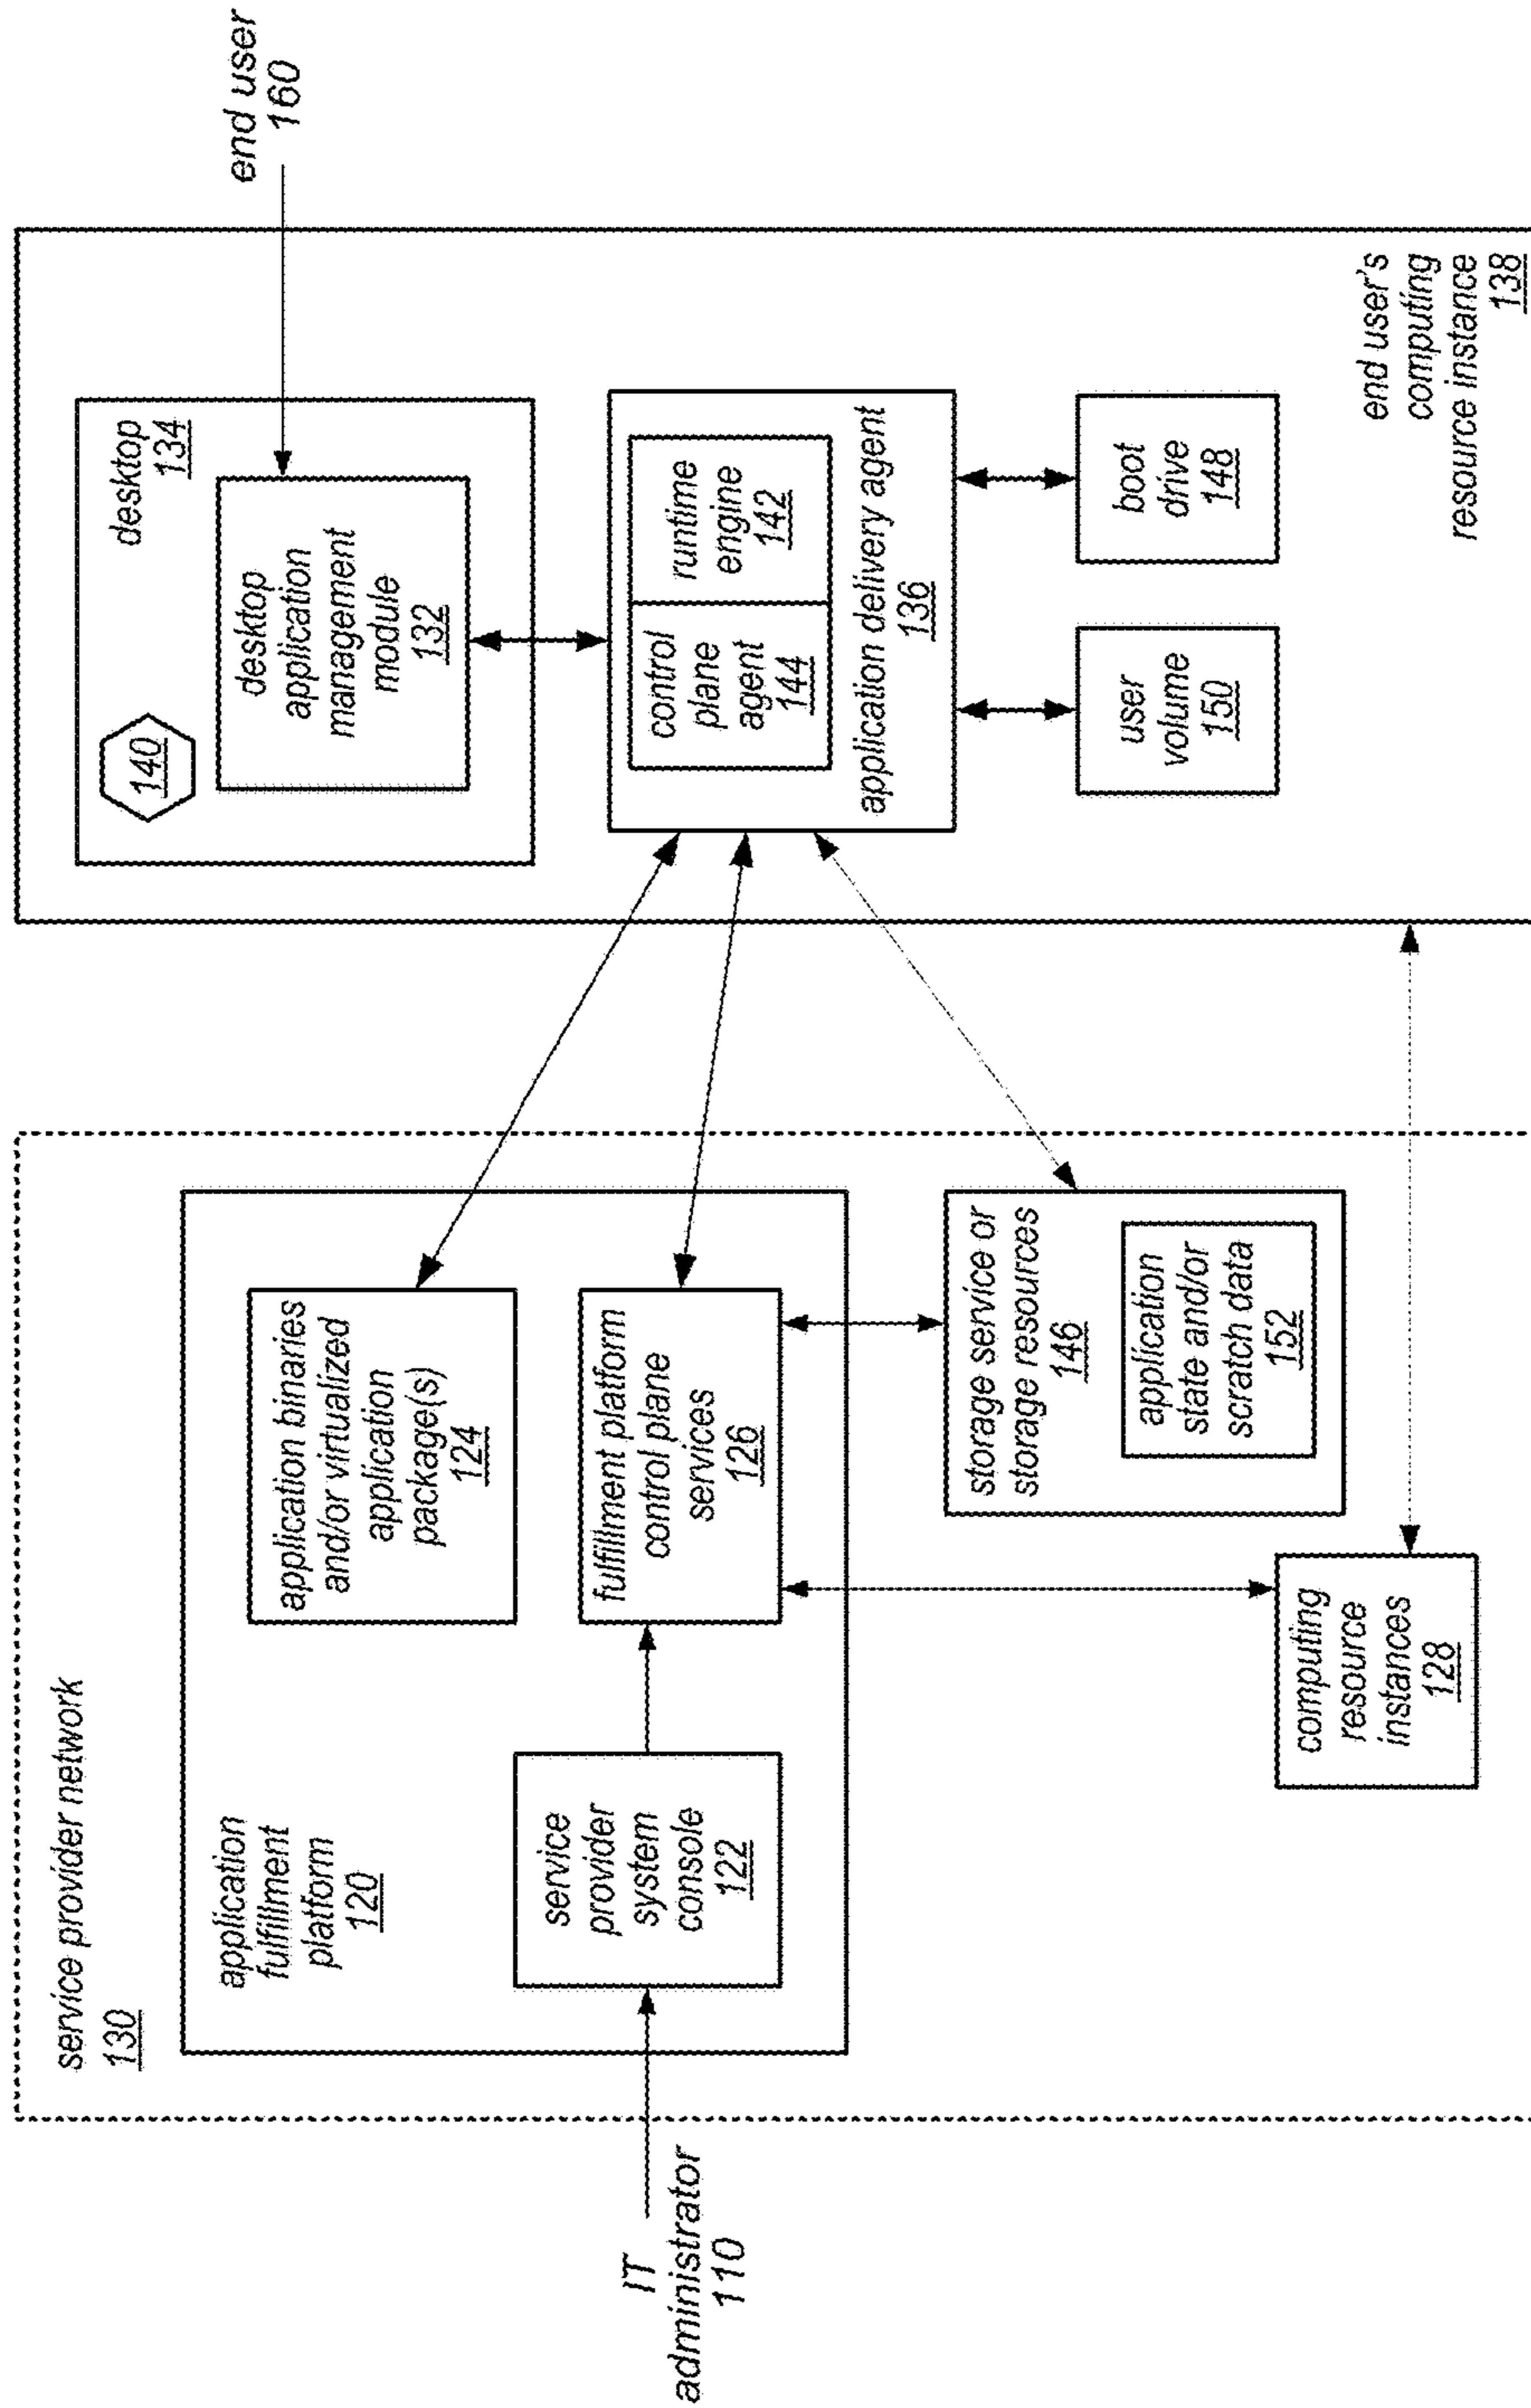 service provider network
130
application
fulfillment
platform
120
application binaries
and/or virtualized
application
package(s)
124
service
provider
system
console
122
fulfillment platform
control plane
services
126
IT
administrator
110
storage service or
storage resources
146
application
state and/or
scratch data
152
computing
resource
instances
128
desktop
134
140
desktop
application
management
module
132
end user
160
control
plane
agent
144
runtime
engine
142
application delivery agent
136
user
volume
150
boot
drive
148
end user's
computing
resource instance
138